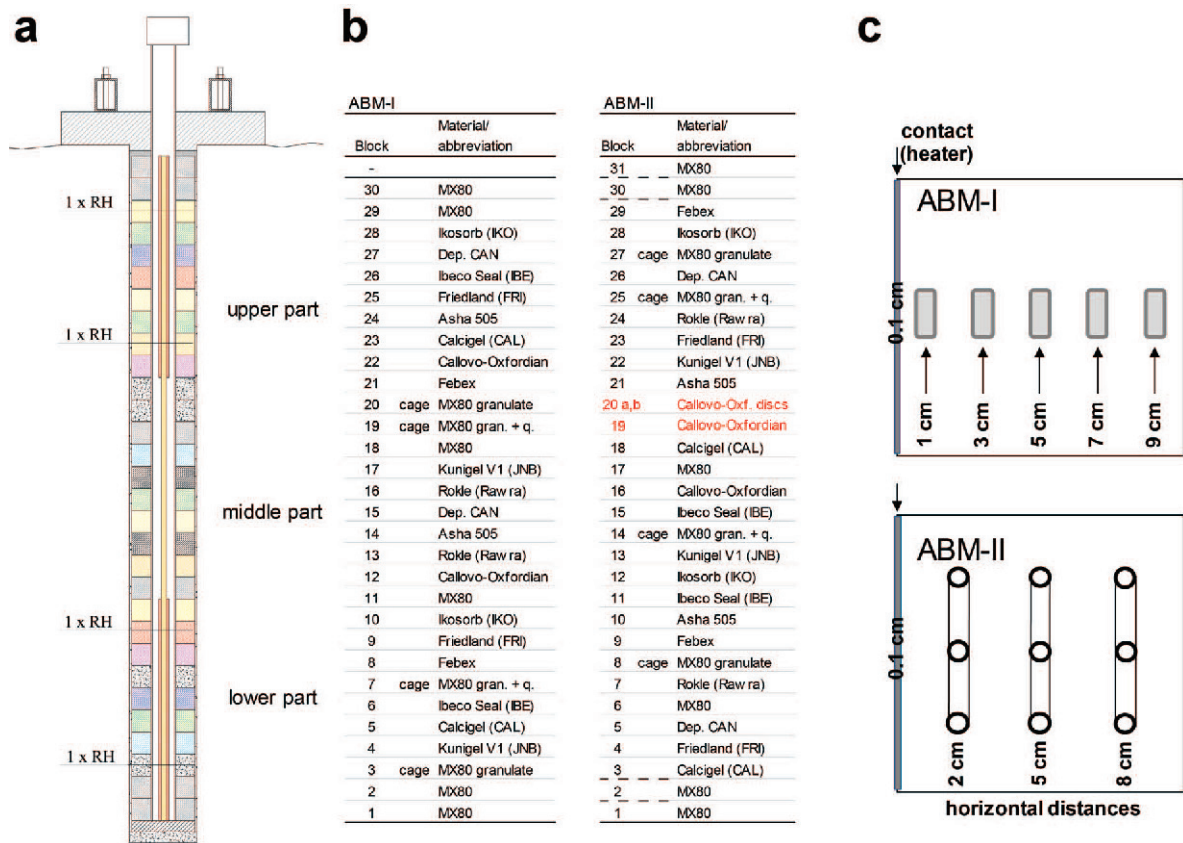 a
1 x RH
1 x RH
1 x RH
1 x RH
upper part
middle part
lower part
b
ABM-I
Block Material/ abbreviation
-
30 MX80
29 MX80
28 Ikosorb (IKO)
27 Dep. CAN
26 Ibeco Seal (IBE)
25 Friedland (FRI)
24 Asha 505
23 Calcigel (CAL)
22 Callovo-Oxfordian
21 Febex
20 cage MX80 granulate
19 cage MX80 gran. + q.
18 MX80
17 Kunigel V1 (JNB)
16 Rokle (Raw ra)
15 Dep. CAN
14 Asha 505
13 Rokle (Raw ra)
12 Callovo-Oxfordian
11 MX80
10 Ikosorb (IKO)
9 Friedland (FRI)
8 Febex
7 cage MX80 gran. + q.
6 Ibeco Seal (IBE)
5 Calcigel (CAL)
4 Kunigel V1 (JNB)
3 cage MX80 granulate
2 MX80
1 MX80
ABM-II
Block Material/ abbreviation
31 MX80
30 MX80
29 Febex
28 Ikosorb (IKO)
27 cage MX80 granulate
26 Dep. CAN
25 cage MX80 gran. + q.
24 Rokle (Raw ra)
23 Friedland (FRI)
22 Kunigel V1 (JNB)
21 Asha 505
20 a,b Callovo-Oxf. discs
19 Callovo-Oxfordian
18 Calcigel (CAL)
17 MX80
16 Callovo-Oxfordian
15 Ibeco Seal (IBE)
14 cage MX80 gran. + q.
13 Kunigel V1 (JNB)
12 Ikosorb (IKO)
11 Ibeco Seal (IBE)
10 Asha 505
9 Febex
8 cage MX80 granulate
7 Rokle (Raw ra)
6 MX80
5 Dep. CAN
4 Friedland (FRI)
3 Calcigel (CAL)
2 MX80
1 MX80
c
contact
(heater)
ABM-I
0.1 cm
1 cm
3 cm
5 cm
7 cm
9 cm
ABM-II
0.1 cm
2 cm
5 cm
8 cm
horizontal distances